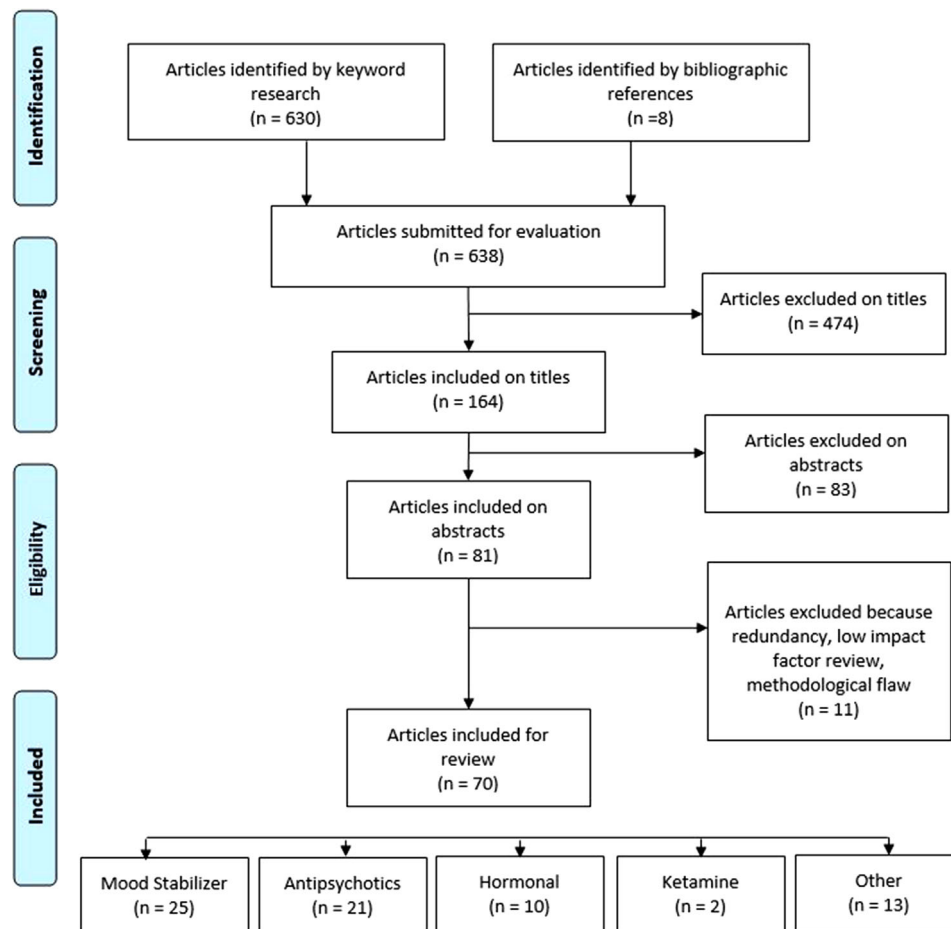 Identification
Articles identified by keyword
research
(n = 630)
Articles identified by bibliographic
references
(n =8)
Articles submitted for evaluation
(n = 638)
Screening
Articles excluded on titles
(n = 474)
Articles included on titles
(n = 164)
Articles excluded on
abstracts
(n = 83)
Eligibility
Articles included on
abstracts
(n = 81)
Articles excluded because
redundancy, low impact
factor review,
methodological flaw
(n = 11)
Included
Articles included for
review
(n = 70)
Mood Stabilizer
(n = 25)
Antipsychotics
(n = 21)
Hormonal
(n = 10)
Ketamine
(n = 2)
Other
(n = 13)